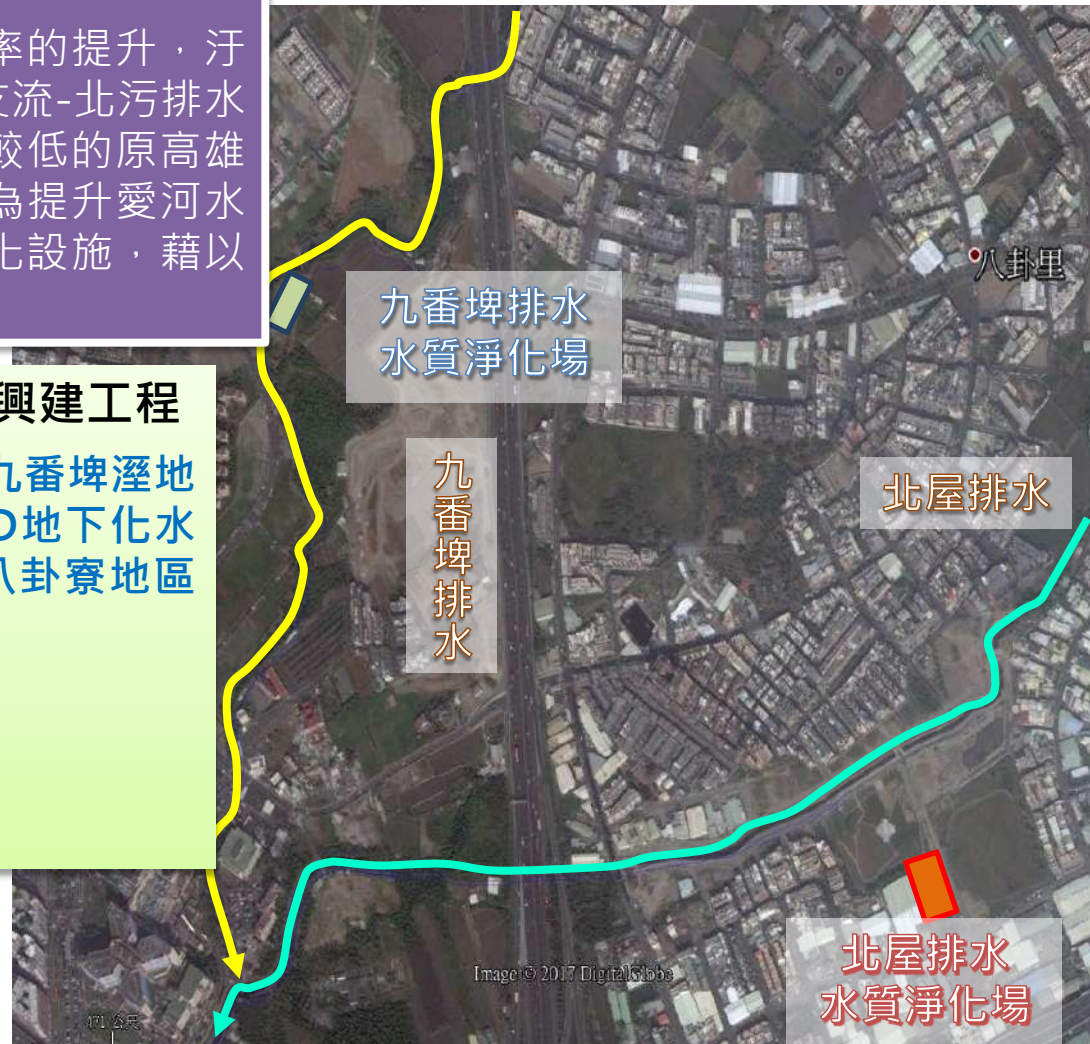 率的提升，汙
支流-北污排水
較低的原高雄
為提升愛河水
化設施，藉以
八卦里
九番埤排水
水質淨化場
興建工程
九番埤溼地
D地下化水
八卦寮地區
九番埤排水
北屋排水
北屋排水
水質淨化場
Image © 2017 DigitalGlobe
471 公尺